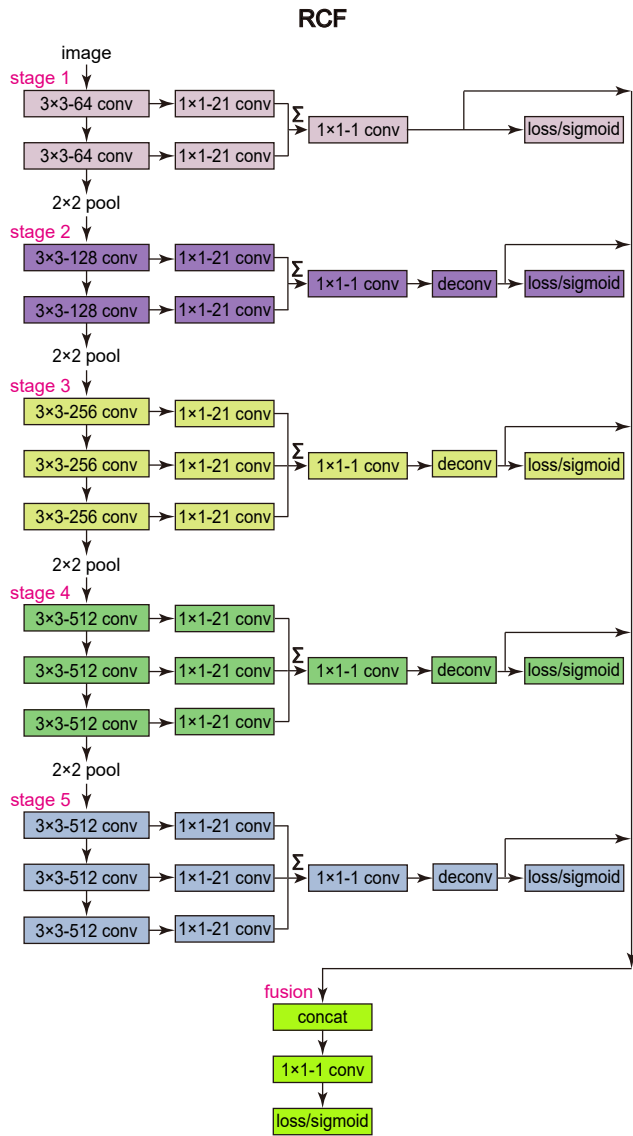 RCF
image
stage 1
3×3-64 conv 1×1-21 conv
Σ
1×1-1 conv loss/sigmoid
3×3-64 conv 1×1-21 conv
2×2 pool
stage 2
3×3-128 conv 1×1-21 conv
Σ
1×1-1 conv deconv loss/sigmoid
3×3-128 conv 1×1-21 conv
2×2 pool
stage 3
3×3-256 conv 1×1-21 conv
Σ
3×3-256 conv 1×1-21 conv 1×1-1 conv deconv loss/sigmoid
3×3-256 conv 1×1-21 conv
2×2 pool
stage 4
3×3-512 conv 1×1-21 conv
Σ
3×3-512 conv 1×1-21 conv 1×1-1 conv deconv loss/sigmoid
3×3-512 conv 1×1-21 conv
2×2 pool
stage 5
3×3-512 conv 1×1-21 conv
Σ
3×3-512 conv 1×1-21 conv 1×1-1 conv deconv loss/sigmoid
3×3-512 conv 1×1-21 conv
fusion
concat
1×1-1 conv
loss/sigmoid